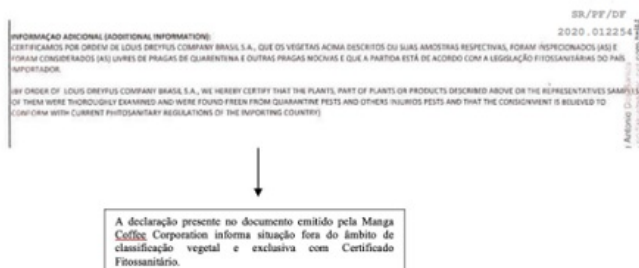 SR/PF/DF
2020.012254
INFORMAÇAO ADICIONAL (ADDITIONAL INFORMATION):
CERTIFICAMOS POR ORDEM DE LOUIS DREYFUS COMPANY BRASIL S.A., QUE OS VEGETAIS ACIMA DESCRITOS OU SUAS AMOSTRAS RESPECTIVAS, FORAM INSPECIONADOS (AS) E
FORAM CONSIDERADOS (AS) LIVRES DE PRAGAS DE QUARENTENA E OUTRAS PRAGAS NOCIVAS E QUE A PARTIDA ESTÁ DE ACORDO COM A LEGISLAÇÃO FITOSSANITÁRIAS DO PAÍS
IMPORTADOR.
(BY ORDER OF LOUIS DREYFUS COMPANY BRASIL S.A., WE HEREBY CERTIFY THAT THE PLANTS, PART OF PLANTS OR PRODUCTS DESCRIBED ABOVE OR THE REPRESENTATIVES SAM
OF THEM WERE THOROUGHLY EXAMINED AND WERE FOUND FREEN FROM QUARANTINE PESTS AND OTHERS INJURIOS PESTS AND THAT THE CONSIGNMENT IS BELIEVED TO
CONFORM WITH CURRENT PHITOSANITARY REGULATIONS OF THE IMPORTING COUNTRY)
Antonio
A declaração presente no documento emitido pela Manga
Coffee Corporation informa situação fora do âmbito de
classificação vegetal e exclusiva com Certificado
Fitossanitário.